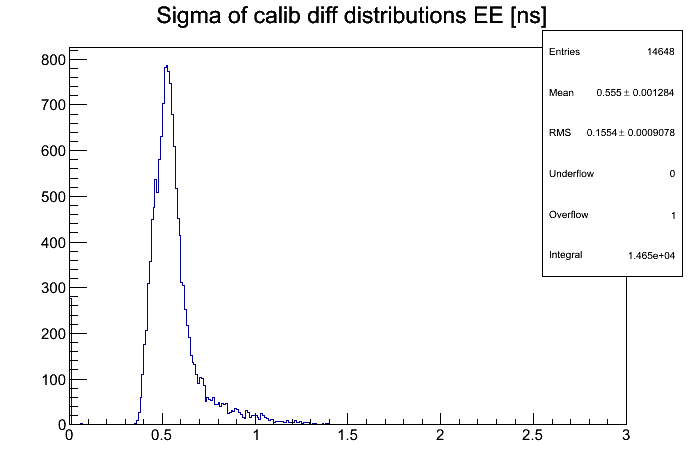 Sigma of calib diff distributions EE [ns]
Entries 14648
Mean 0.555 ± 0.001284
RMS 0.1554 ± 0.0009078
Underflow 0
Overflow 1
Integral 1.465e+04
800
700
600
500
400
300
200
100
0
0 0.5 1 1.5 2 2.5 3